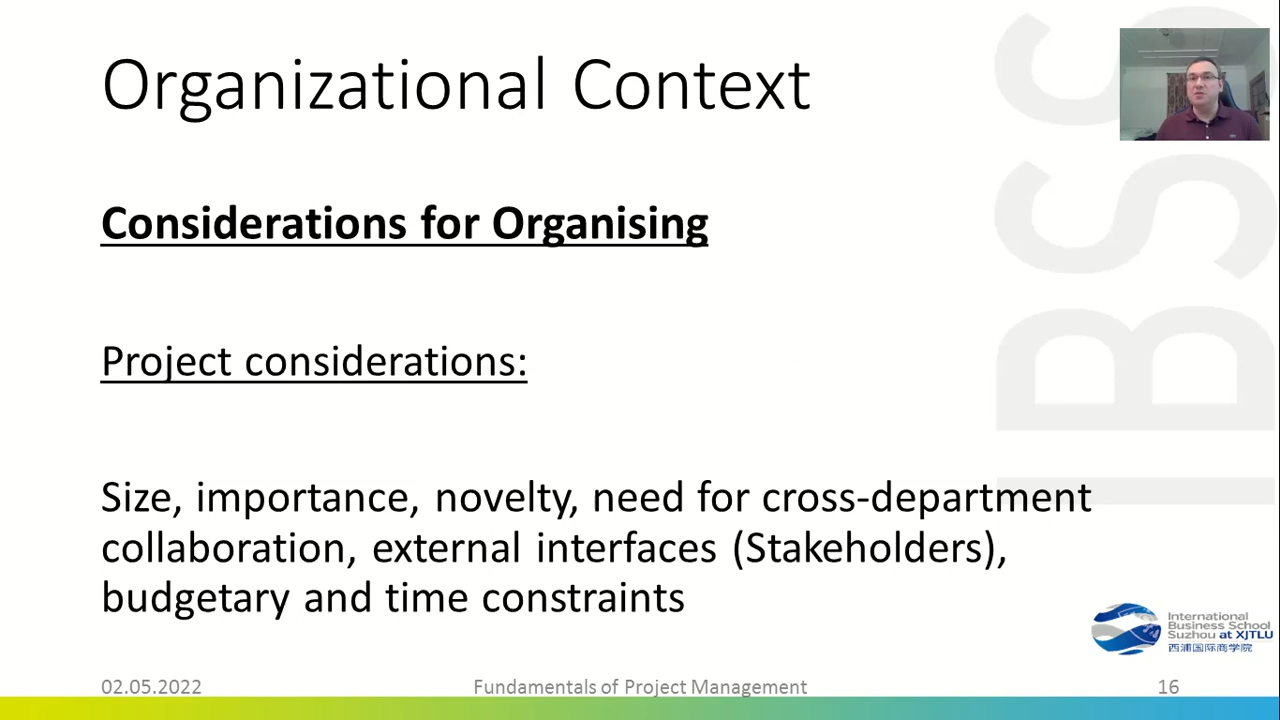 Organizational Context
Considerations for Organising
Project considerations:
Size, importance, novelty, need for cross-department
collaboration, external interfaces (Stakeholders),
budgetary and time constraints
IBSS
International
Business School
Suzhou at XJTLU
西浦国际商学院
02.05.2022
Fundamentals of Project Management
16